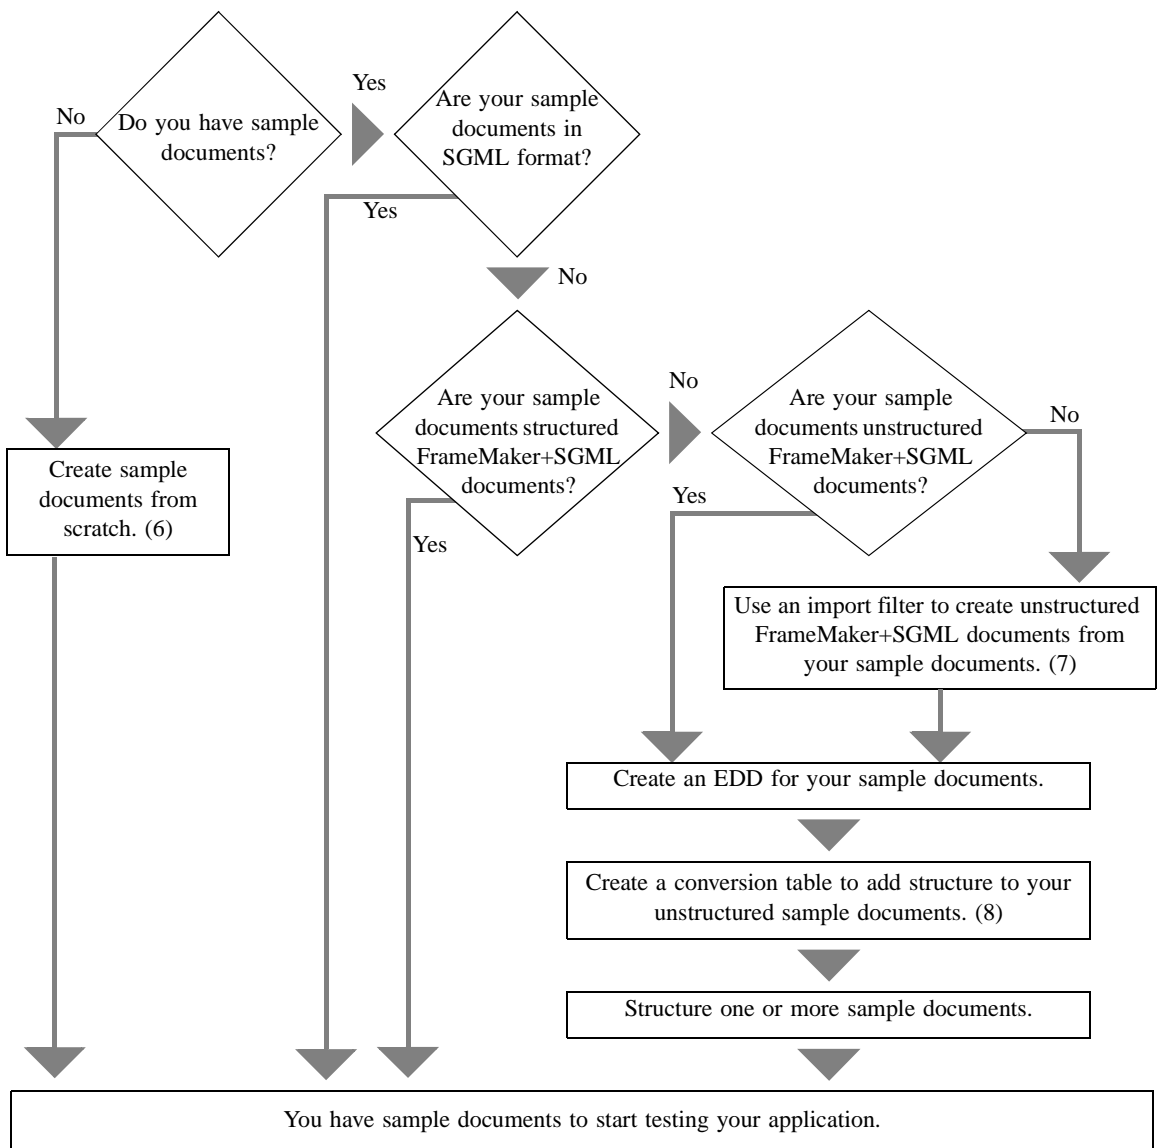 Yes
No
Do you have sample
documents?
Are your sample
documents in
SGML format?
Yes
No
Are your sample
documents structured
FrameMaker+SGML
documents?
No
Are your sample
documents unstructured
FrameMaker+SGML
documents?
No
Yes
Yes
Create sample
documents from
scratch. (6)
Use an import filter to create unstructured
FrameMaker+SGML documents from
your sample documents. (7)
Create an EDD for your sample documents.
Create a conversion table to add structure to your
unstructured sample documents. (8)
Structure one or more sample documents.
You have sample documents to start testing your application.